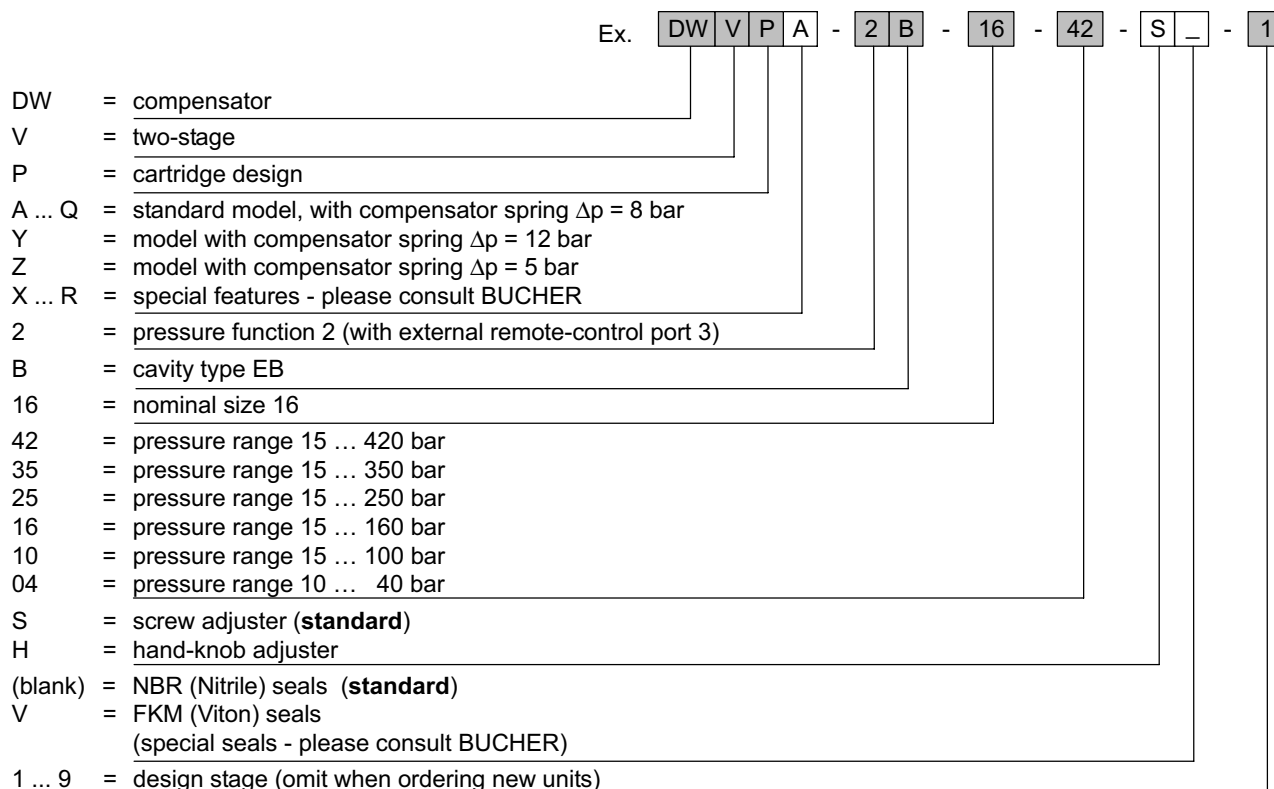 Ex. DW V P A - 2 B - 16 - 42 - S _ - 1
DW = compensator
V = two-stage
P = cartridge design
A ... Q = standard model, with compensator spring Δp = 8 bar
Y = model with compensator spring Δp = 12 bar
Z = model with compensator spring Δp = 5 bar
X ... R = special features - please consult BUCHER
2 = pressure function 2 (with external remote-control port 3)
B = cavity type EB
16 = nominal size 16
42 = pressure range 15 … 420 bar
35 = pressure range 15 … 350 bar
25 = pressure range 15 … 250 bar
16 = pressure range 15 … 160 bar
10 = pressure range 15 … 100 bar
04 = pressure range 10 … 40 bar
S = screw adjuster (standard)
H = hand-knob adjuster
(blank) = NBR (Nitrile) seals (standard)
V = FKM (Viton) seals
(special seals - please consult BUCHER)
1 ... 9 = design stage (omit when ordering new units)